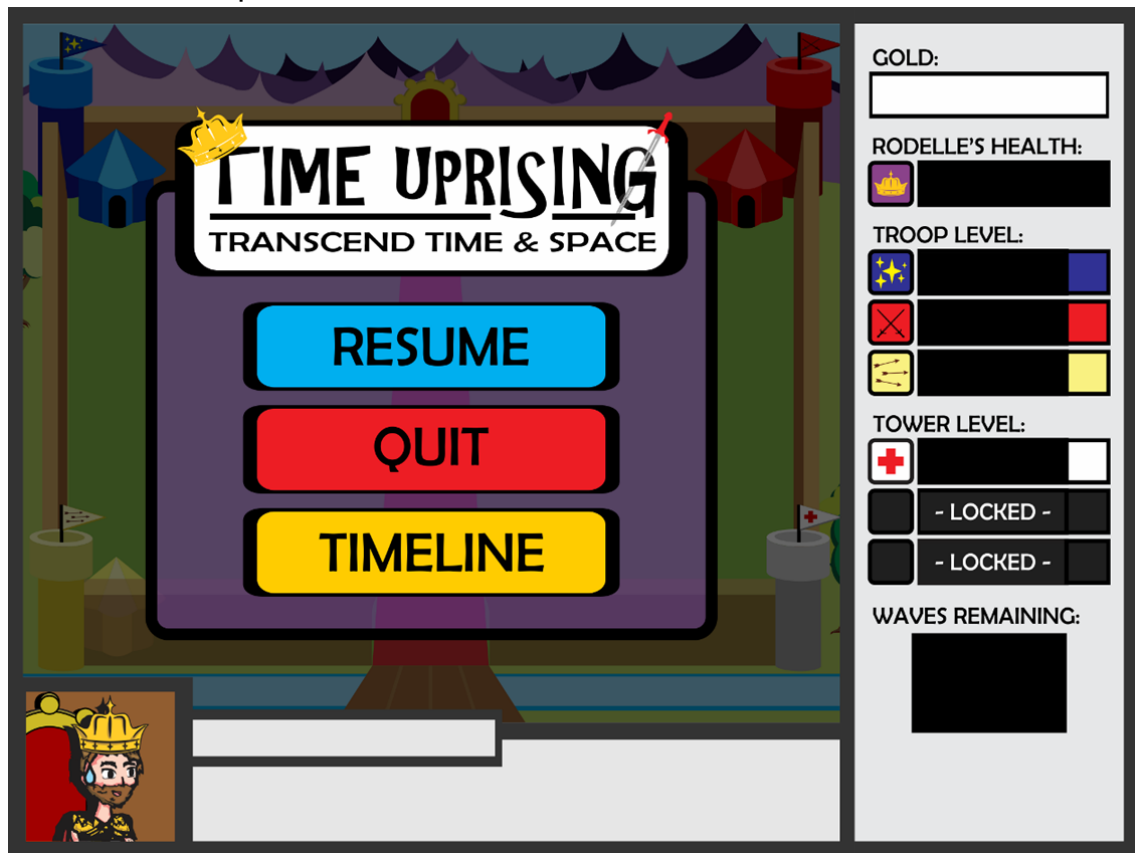 TIME UPRISING
TRANSCEND TIME & SPACE
RESUME
QUIT
TIMELINE
GOLD:
RODELLE'S HEALTH:
TROOP LEVEL:
TOWER LEVEL:
- LOCKED -
- LOCKED -
WAVES REMAINING: